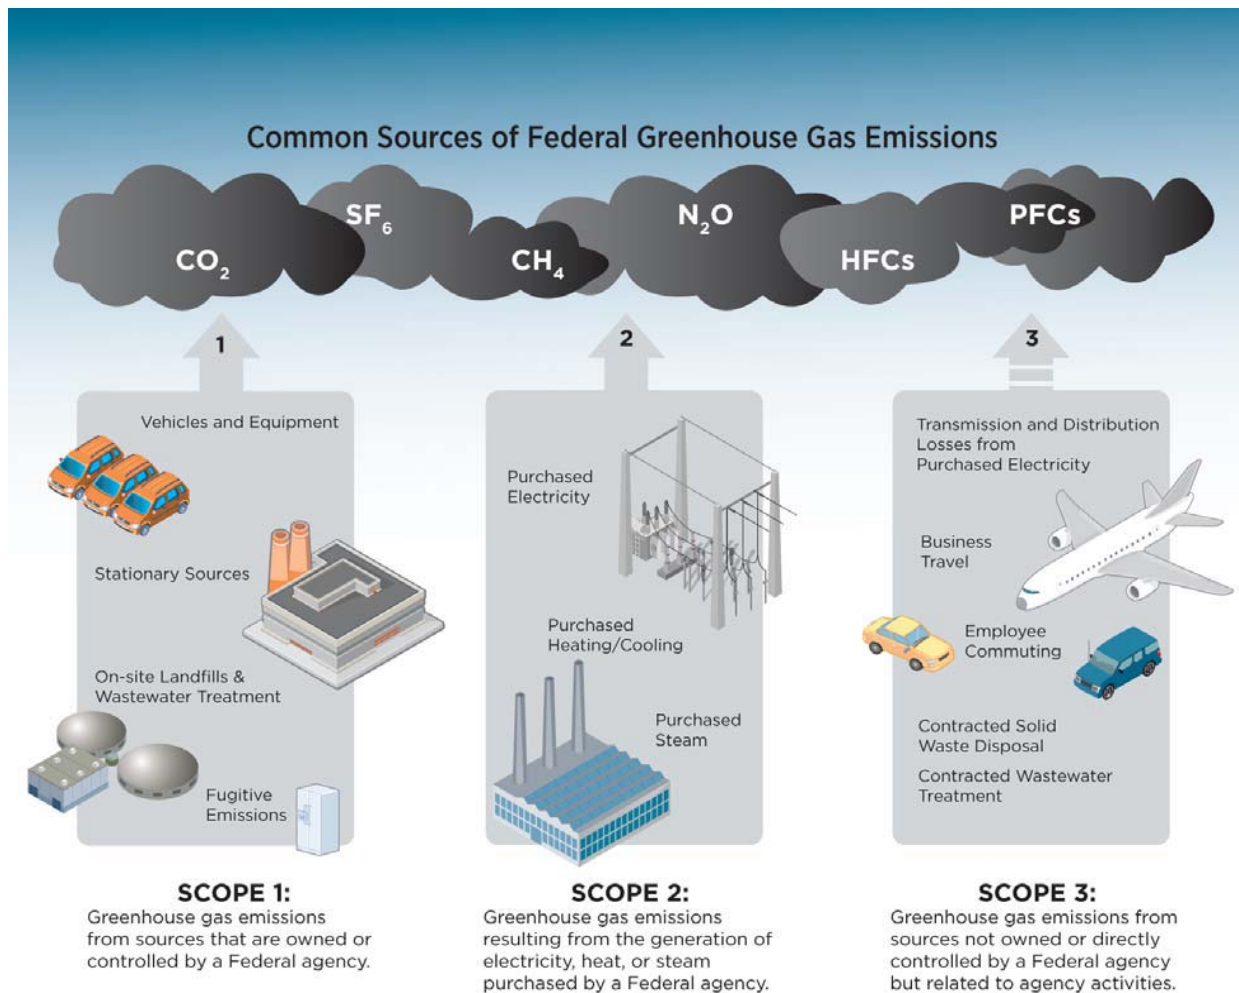 Common Sources of Federal Greenhouse Gas Emissions
CO₂
SF₆
CH₄
N₂O
HFCs
PFCs
1
Vehicles and Equipment
Stationary Sources
On-site Landfills &
Wastewater Treatment
Fugitive
Emissions
SCOPE 1:
Greenhouse gas emissions
from sources that are owned or
controlled by a Federal agency.
2
Purchased
Electricity
Purchased
Heating/Cooling
Purchased
Steam
SCOPE 2:
Greenhouse gas emissions
resulting from the generation of
electricity, heat, or steam
purchased by a Federal agency.
3
Transmission and Distribution
Losses from
Purchased Electricity
Business
Travel
Employee
Commuting
Contracted Solid
Waste Disposal
Contracted Wastewater
Treatment
SCOPE 3:
Greenhouse gas emissions from
sources not owned or directly
controlled by a Federal agency
but related to agency activities.